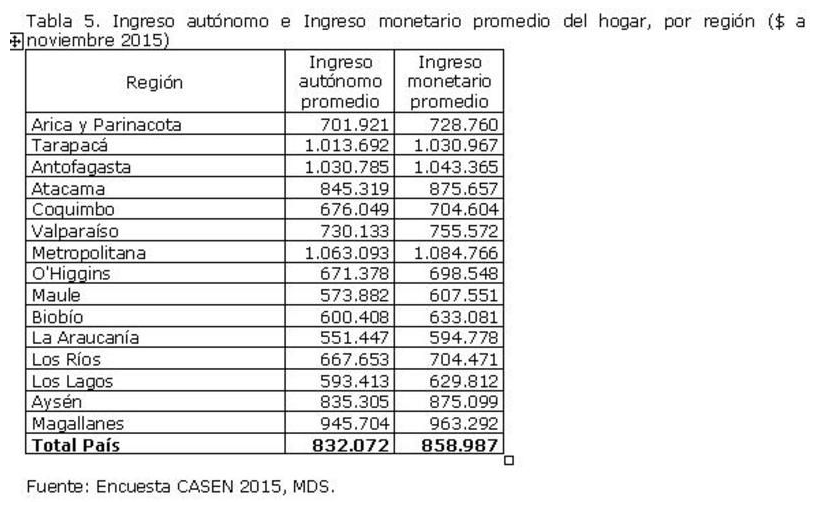 Tabla 5. Ingreso autónomo e Ingreso monetario promedio del hogar, por región ($ a
noviembre 2015)
Región Ingreso autónomo promedio Ingreso monetario promedio
Arica y Parinacota 701.921 728.760
Tarapacá 1.013.692 1.030.967
Antofagasta 1.030.785 1.043.365
Atacama 845.319 875.657
Coquimbo 676.049 704.604
Valparaíso 730.133 755.572
Metropolitana 1.063.093 1.084.766
O'Higgins 671.378 698.548
Maule 573.882 607.551
Biobío 600.408 633.081
La Araucanía 551.447 594.778
Los Ríos 667.653 704.471
Los Lagos 593.413 629.812
Aysén 835.305 875.099
Magallanes 945.704 963.292
Total País 832.072 858.987
Fuente: Encuesta CASEN 2015, MDS.